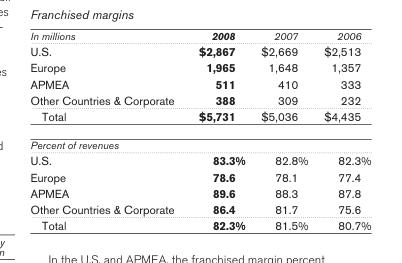 es
es
d
y
n
Franchised margins
In millions 2008 2007 2006
U.S. $2,867 $2,669 $2,513
Europe 1,965 1,648 1,357
APMEA 511 410 333
Other Countries & Corporate 388 309 232
Total $5,731 $5,036 $4,435
Percent of revenues
U.S. 83.3% 82.8% 82.3%
Europe 78.6 78.1 77.4
APMEA 89.6 88.3 87.8
Other Countries & Corporate 86.4 81.7 75.6
Total 82.3% 81.5% 80.7%
In the U.S. and APMEA, the franchised margin percent